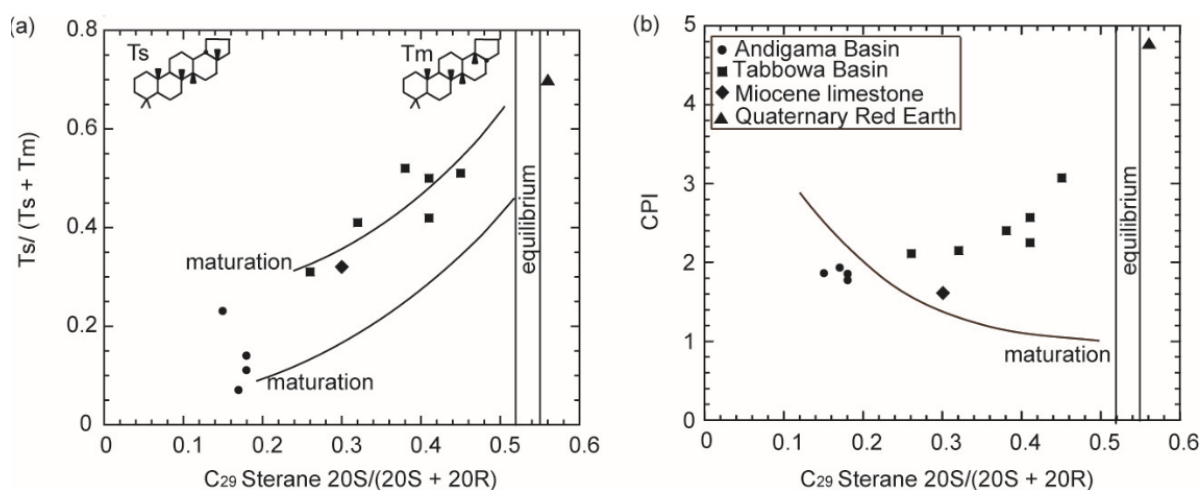 (a)
0.8
0.6
0.4
0.2
0
Ts/ (Ts + Tm)
Ts
Tm
maturation
maturation
equilibrium
0 0.1 0.2 0.3 0.4 0.5 0.6
C29 Sterane 20S/(20S + 20R)
(b)
5
4
3
2
1
0
CPI
Andigama Basin
Tabbowa Basin
Miocene limestone
Quaternary Red Earth
maturation
equilibrium
0 0.1 0.2 0.3 0.4 0.5 0.6
C29 Sterane 20S/(20S + 20R)